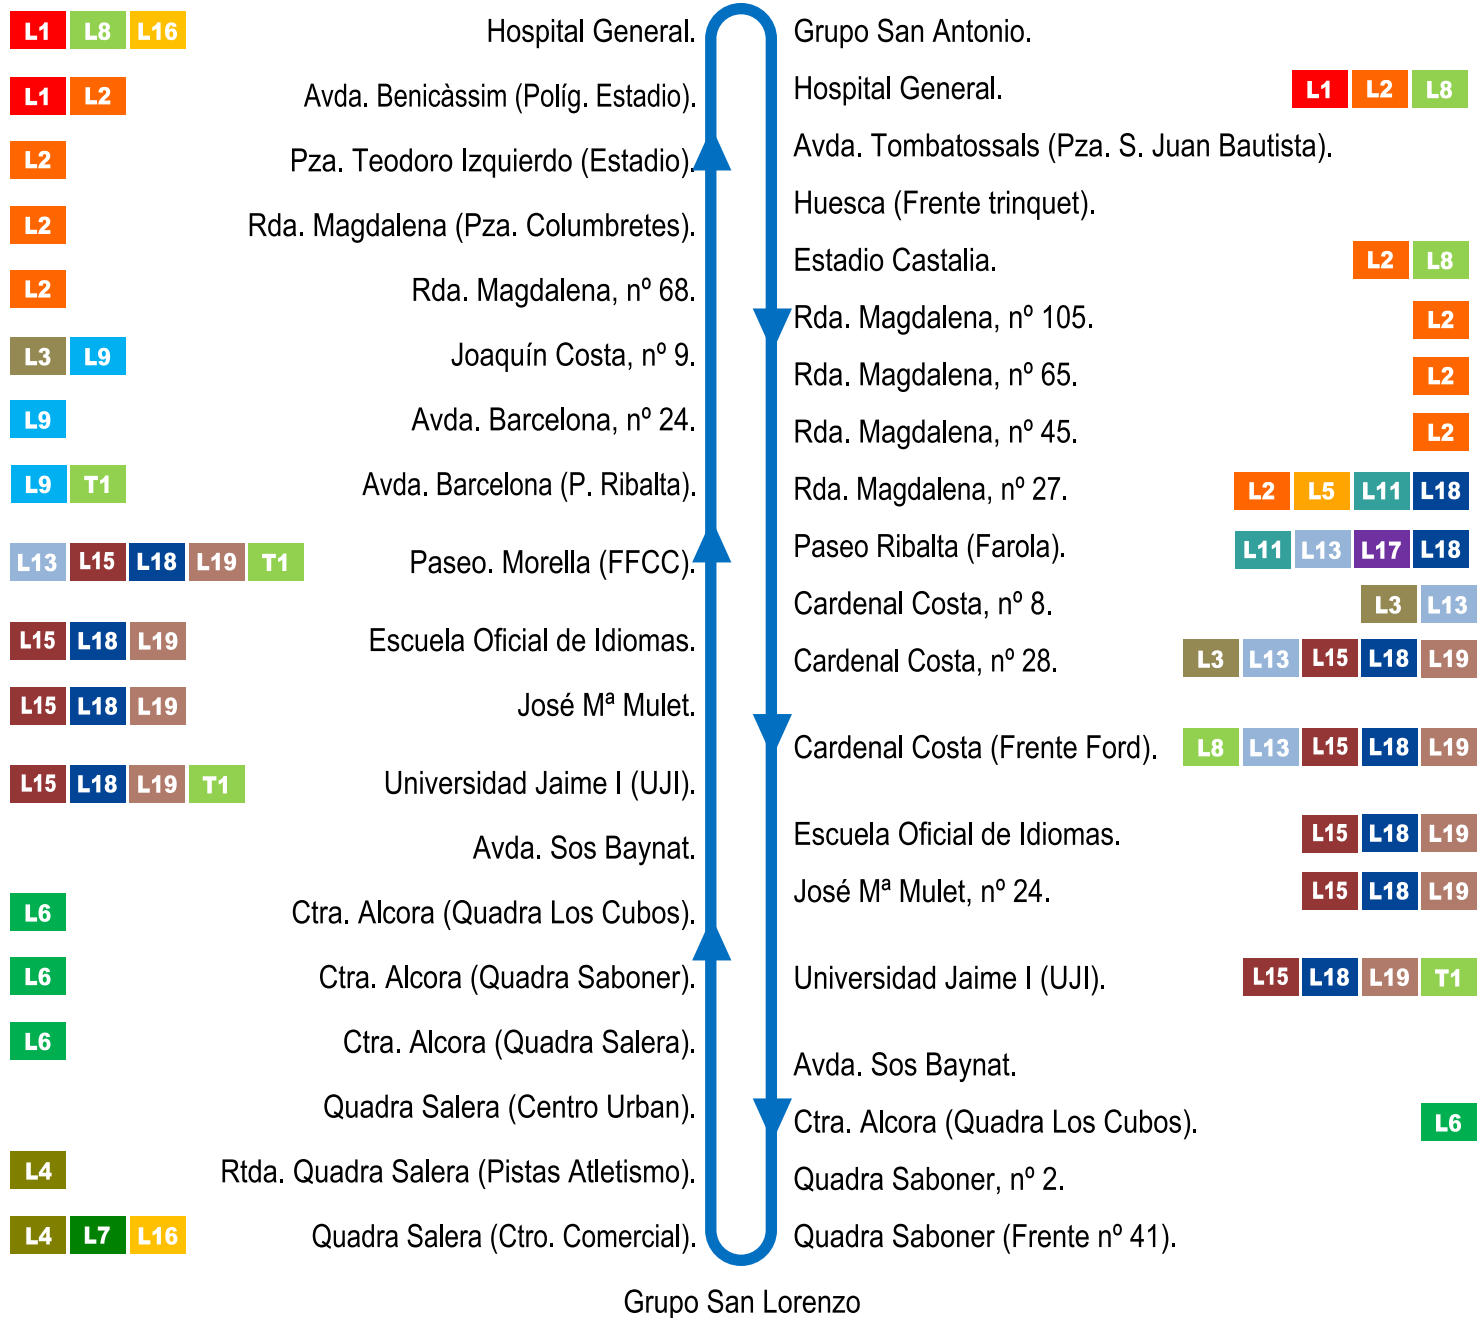 L1 L8 L16 Hospital General.
L1 L2 Avda. Benicàssim (Políg. Estadio).
L2 Pza. Teodoro Izquierdo (Estadio).
L2 Rda. Magdalena (Pza. Columbretes).
L2 Rda. Magdalena, nº 68.
L3 L9 Joaquín Costa, nº 9.
L9 Avda. Barcelona, nº 24.
L9 T1 Avda. Barcelona (P. Ribalta).
L13 L15 L18 L19 T1 Paseo. Morella (FFCC).
L15 L18 L19 Escuela Oficial de Idiomas.
L15 L18 L19 José Mª Mulet.
L15 L18 L19 T1 Universidad Jaime I (UJI).
Avda. Sos Baynat.
L6 Ctra. Alcora (Quadra Los Cubos).
L6 Ctra. Alcora (Quadra Saboner).
L6 Ctra. Alcora (Quadra Salera).
Quadra Salera (Centro Urban).
L4 Rtda. Quadra Salera (Pistas Atletismo).
L4 L7 L16 Quadra Salera (Ctro. Comercial).
Grupo San Antonio.
Hospital General. L1 L2 L8
Avda. Tombatossals (Pza. S. Juan Bautista).
Huesca (Frente trinquet).
Estadio Castalia. L2 L8
Rda. Magdalena, nº 105. L2
Rda. Magdalena, nº 65. L2
Rda. Magdalena, nº 45. L2
Rda. Magdalena, nº 27. L2 L5 L11 L18
Paseo Ribalta (Farola). L11 L13 L17 L18
Cardenal Costa, nº 8. L3 L13
Cardenal Costa, nº 28. L3 L13 L15 L18 L19
Cardenal Costa (Frente Ford). L8 L13 L15 L18 L19
Escuela Oficial de Idiomas. L15 L18 L19
José Mª Mulet, nº 24. L15 L18 L19
Universidad Jaime I (UJI). L15 L18 L19 T1
Avda. Sos Baynat.
Ctra. Alcora (Quadra Los Cubos). L6
Quadra Saboner, nº 2.
Quadra Saboner (Frente nº 41).
Grupo San Lorenzo